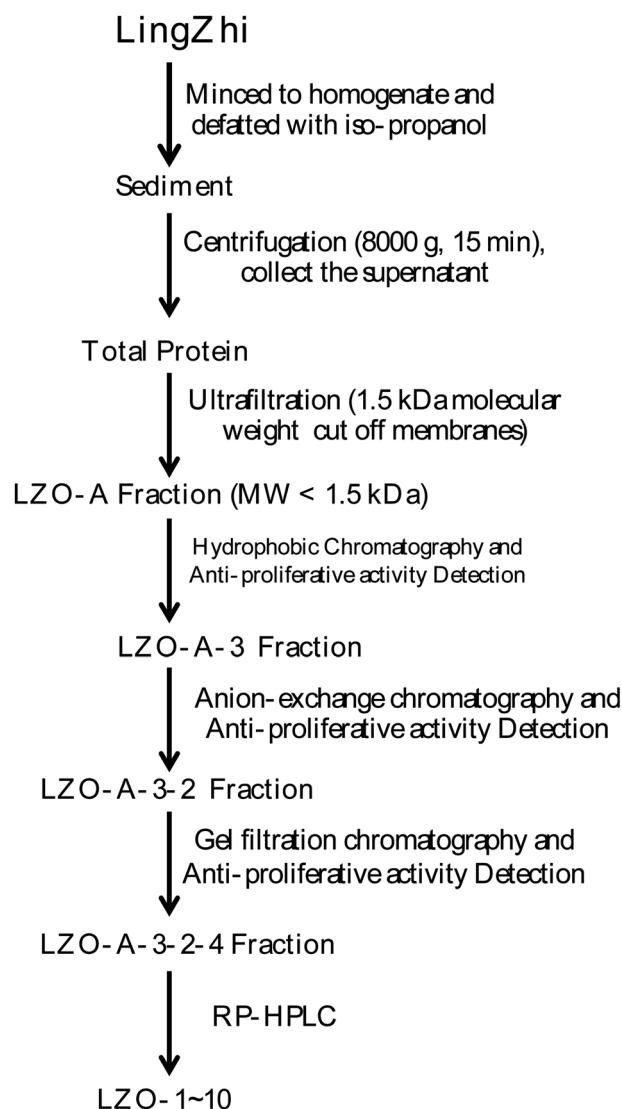 LingZhi
Minced to homogenate and
defatted with iso-propanol
Sediment
Centrifugation (8000 g, 15 min),
collect the supernatant
Total Protein
Ultrafiltration (1.5 kDa molecular
weight cut off membranes)
LZO-A Fraction (MW < 1.5 kDa)
Hydrophobic Chromatography and
Anti-proliferative activity Detection
LZO-A-3 Fraction
Anion-exchange chromatography and
Anti-proliferative activity Detection
LZO-A-3-2 Fraction
Gel filtration chromatography and
Anti-proliferative activity Detection
LZO-A-3-2-4 Fraction
RP-HPLC
LZO-1~10